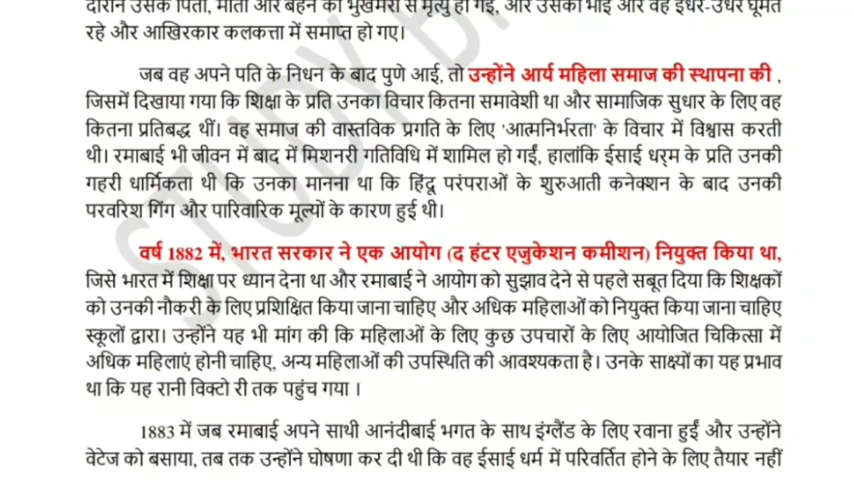 दौरान उसके पिता, माता और बहन की भुखमरी से मृत्यु हो गई, और उसका भाई और वह इधर-उधर घूमते
रहे और आखिरकार कलकत्ता में समाप्त हो गए।
जब वह अपने पति के निधन के बाद पुणे आई, तो उन्होंने आर्य महिला समाज की स्थापना की ,
जिसमें दिखाया गया कि शिक्षा के प्रति उनका विचार कितना समावेशी था और सामाजिक सुधार के लिए वह
कितना प्रतिबद्ध थीं। वह समाज की वास्तविक प्रगति के लिए 'आत्मनिर्भरता' के विचार में विश्वास करती
थी। रमाबाई भी जीवन में बाद में मिशनरी गतिविधि में शामिल हो गईं, हालांकि ईसाई धर्म के प्रति उनकी
गहरी धार्मिकता थी कि उनका मानना था कि हिंदू परंपराओं के शुरुआती कनेक्शन के बाद उनकी
परवरिश गिंग और पारिवारिक मूल्यों के कारण हुई थी।
वर्ष 1882 में, भारत सरकार ने एक आयोग (द हंटर एजुकेशन कमीशन) नियुक्त किया था,
जिसे भारत में शिक्षा पर ध्यान देना था और रमाबाई ने आयोग को सुझाव देने से पहले सबूत दिया कि शिक्षकों
को उनकी नौकरी के लिए प्रशिक्षित किया जाना चाहिए और अधिक महिलाओं को नियुक्त किया जाना चाहिए
स्कूलों द्वारा। उन्होंने यह भी मांग की कि महिलाओं के लिए कुछ उपचारों के लिए आयोजित चिकित्सा में
अधिक महिलाएं होनी चाहिए, अन्य महिलाओं की उपस्थिति की आवश्यकता है। उनके साक्ष्यों का यह प्रभाव
था कि यह रानी विक्टो री तक पहुंच गया ।
1883 में जब रमाबाई अपने साथी आनंदीबाई भगत के साथ इंग्लैंड के लिए रवाना हुईं और उन्होंने
वेटेज को बसाया, तब तक उन्होंने घोषणा कर दी थी कि वह ईसाई धर्म में परिवर्तित होने के लिए तैयार नहीं
STUDY